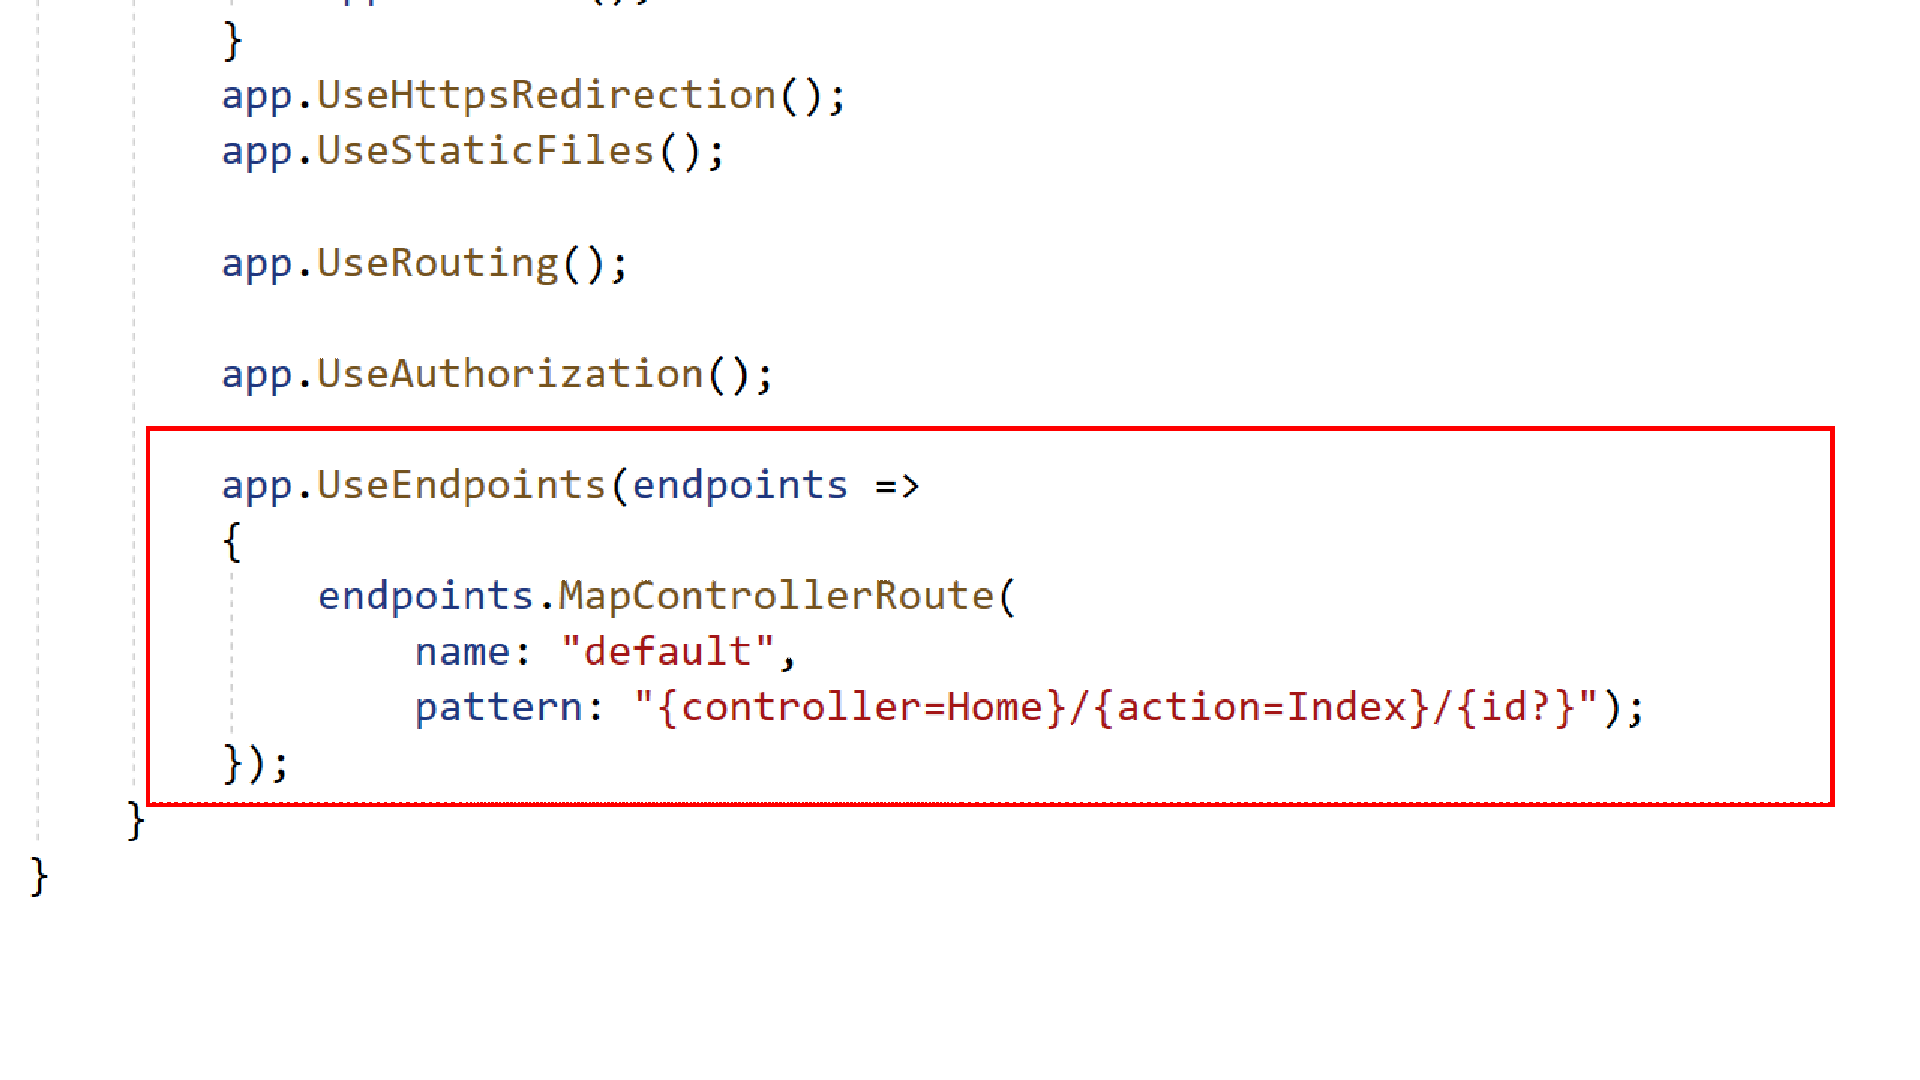 }
app.UseHttpsRedirection();
app.UseStaticFiles();
app.UseRouting();
app.UseAuthorization();
app.UseEndpoints(endpoints =>
{
endpoints.MapControllerRoute(
name: "default",
pattern: "{controller=Home}/{action=Index}/{id?}");
});
}
}